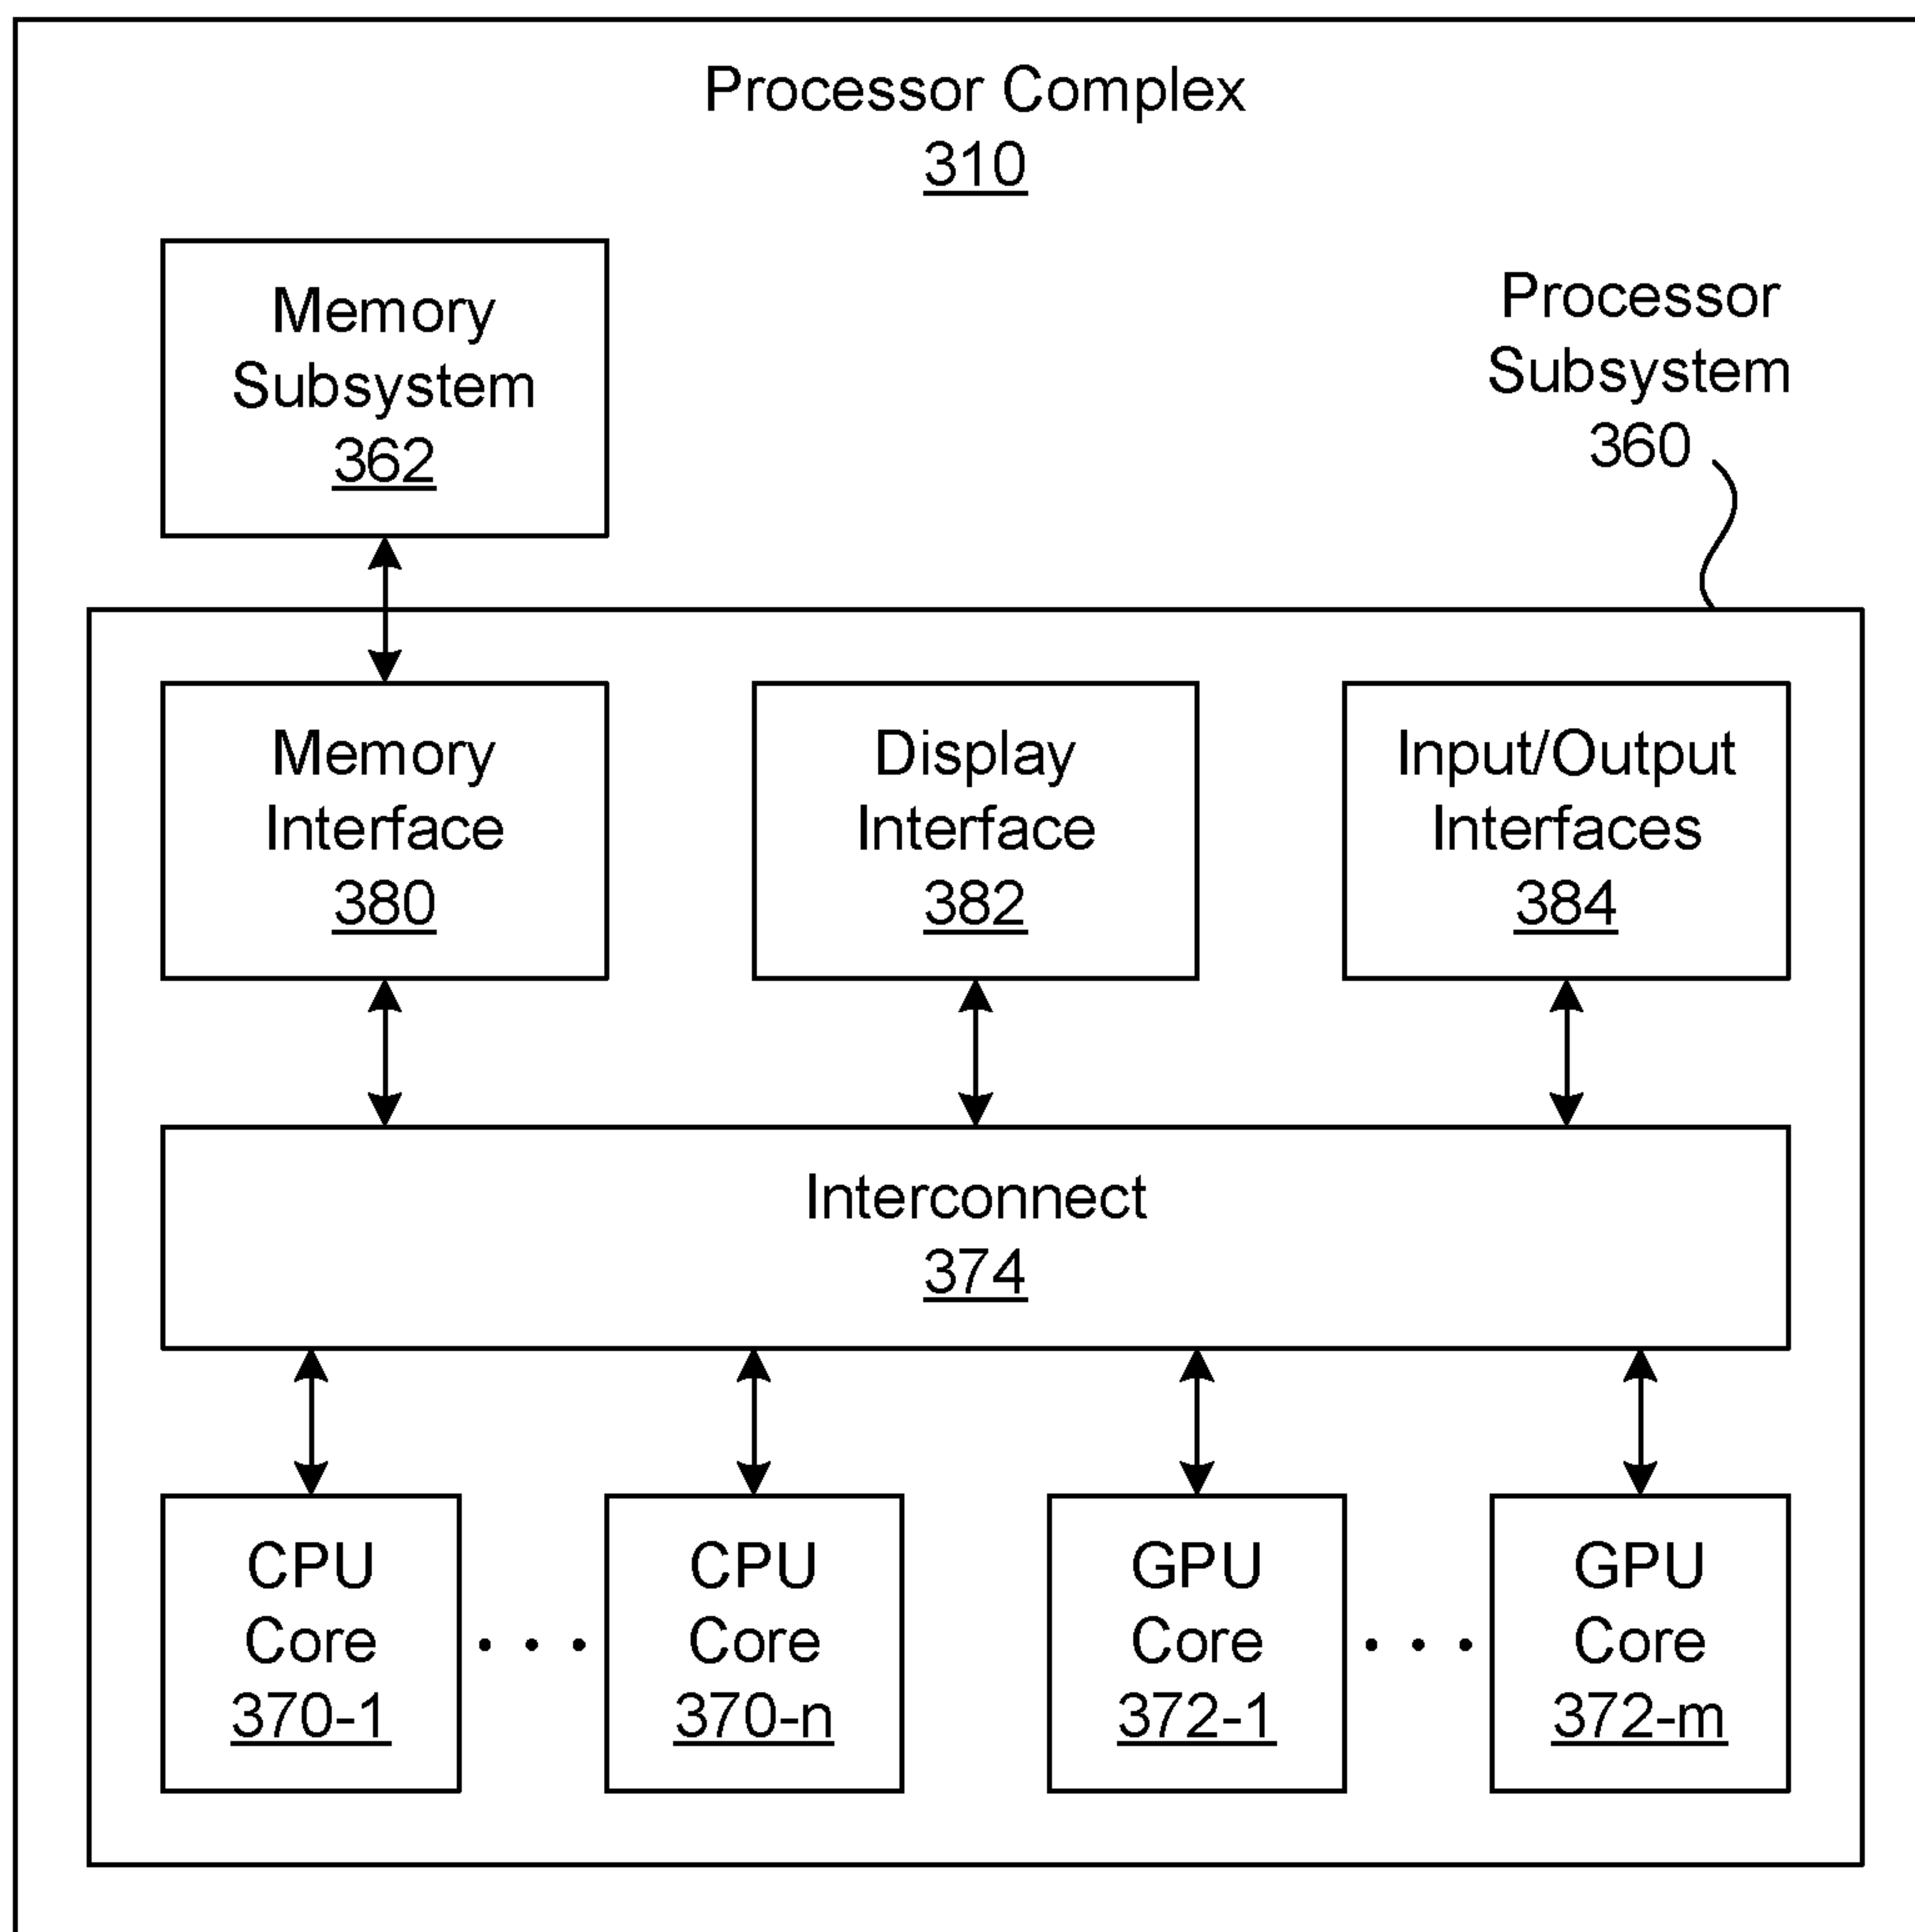 Processor Complex
310
Memory
Subsystem
362
Processor
Subsystem
360
Memory
Interface
380
Display
Interface
382
Input/Output
Interfaces
384
Interconnect
374
CPU
Core
370-1
. . .
CPU
Core
370-n
GPU
Core
372-1
. . .
GPU
Core
372-m